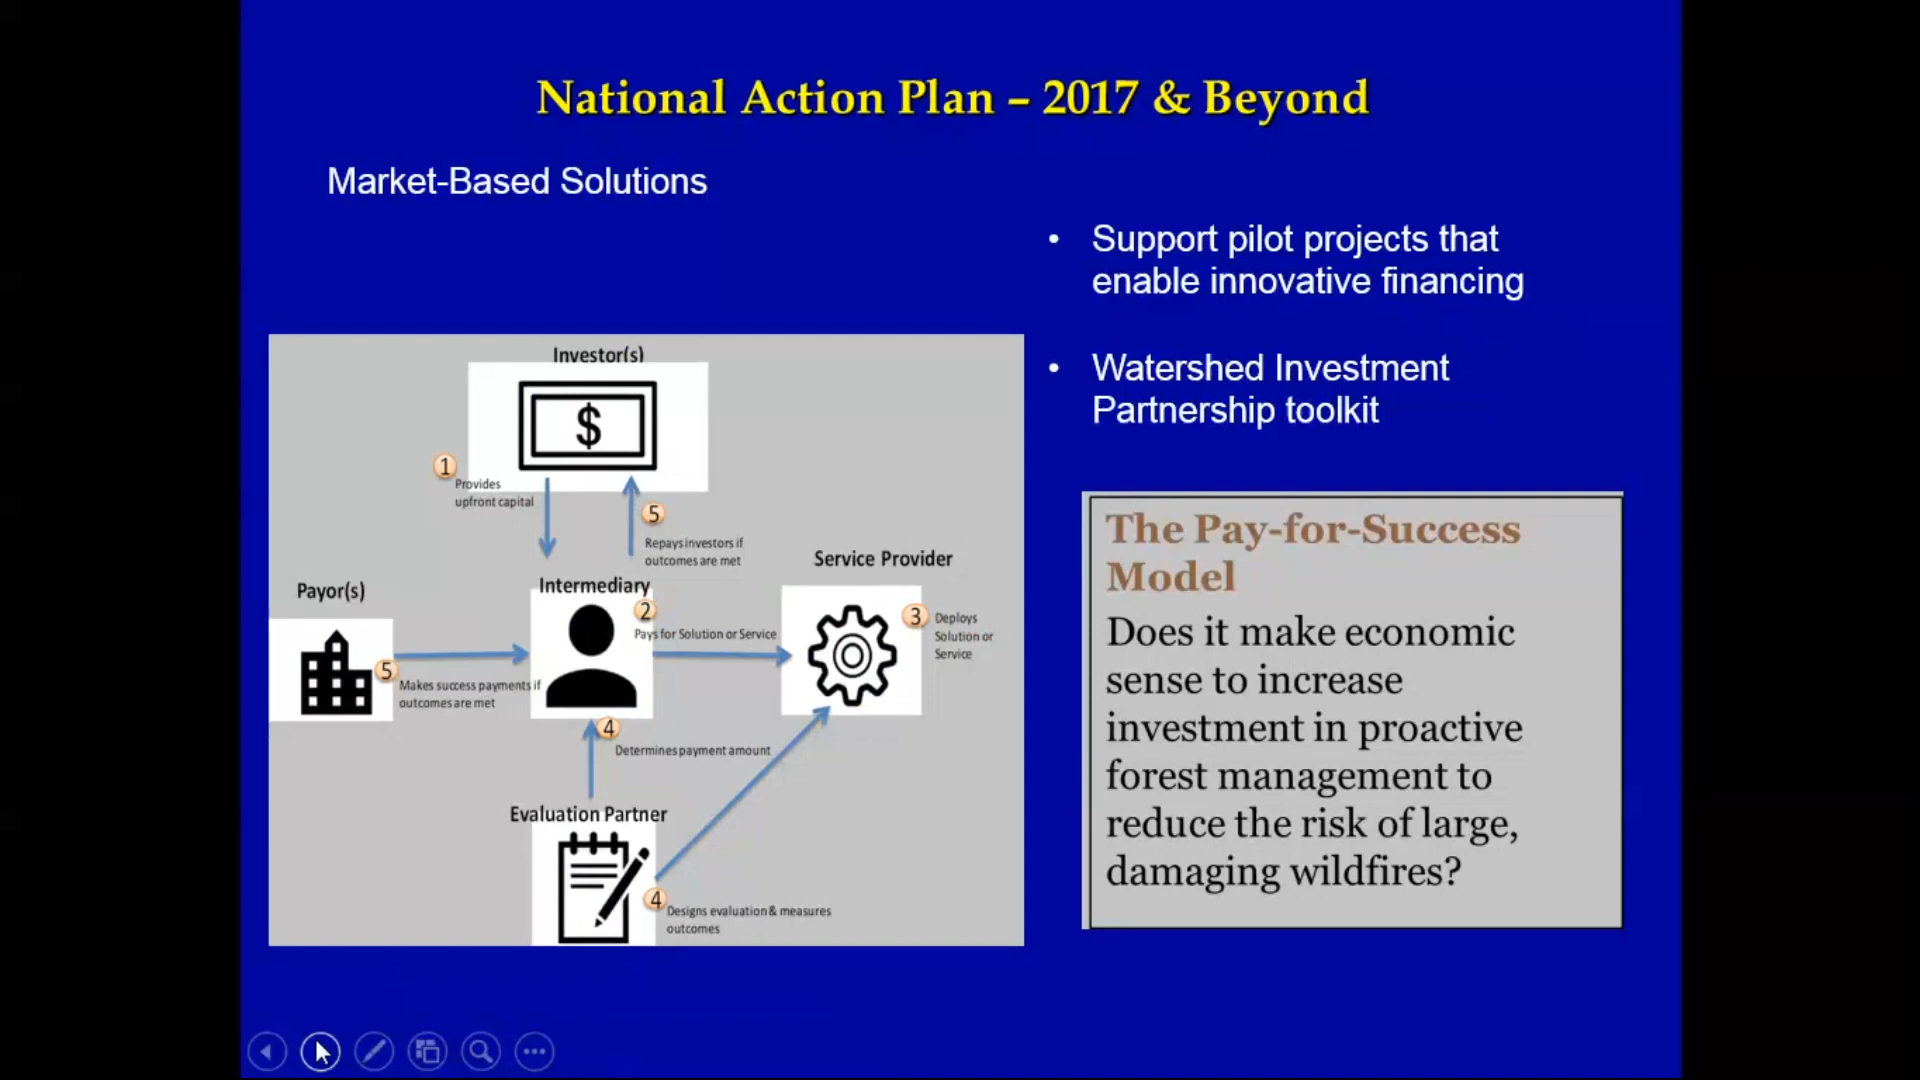 National Action Plan – 2017 & Beyond
Market-Based Solutions
• Support pilot projects that
enable innovative financing
• Watershed Investment
Partnership toolkit
Investor(s)
$
1
Provides
upfront capital
5
Repays investors if
outcomes are met
Service Provider
Payor(s)
Intermediary
2
Pays for Solution or Service
3
Deploys
Solution or
Service
5
Makes success payments if
outcomes are met
4
Determines payment amount
Evaluation Partner
4
Designs evaluation & measures
outcomes
The Pay-for-Success
Model
Does it make economic
sense to increase
investment in proactive
forest management to
reduce the risk of large,
damaging wildfires?